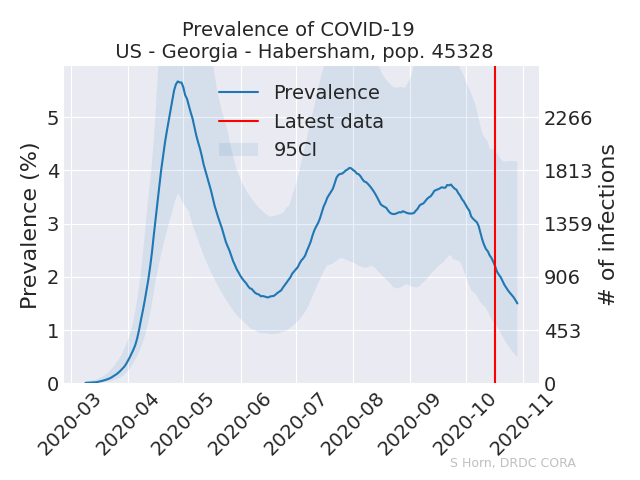 Prevalence of COVID-19
US - Georgia - Habersham, pop. 45328
Prevalence
Latest data
95CI
Prevalence (%)
5
4
3
2
1
0
2266
1813
1359
906
453
0
# of infections
2020-03
2020-04
2020-05
2020-06
2020-07
2020-08
2020-09
2020-10
2020-11
S Horn, DRDC CORA